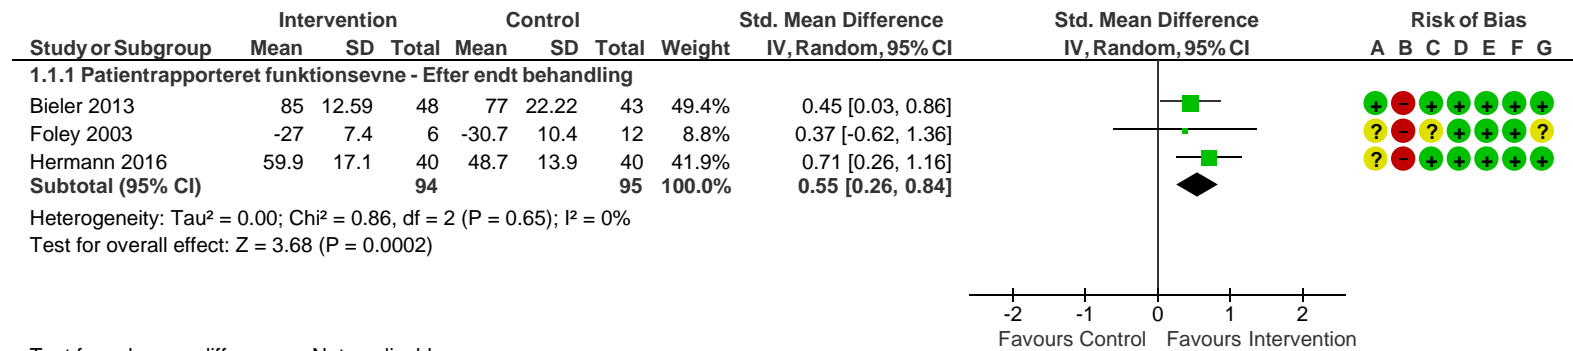 Intervention Control Std. Mean Difference Std. Mean Difference Risk of Bias
Study or Subgroup Mean SD Total Mean SD Total Weight IV, Random, 95% CI IV, Random, 95% CI A B C D E F G
1.1.1 Patientrapporteret funktionsevne - Efter endt behandling
Bieler 2013 85 12.59 48 77 22.22 43 49.4% 0.45 [0.03, 0.86] + - + + + + +
Foley 2003 -27 7.4 6 -30.7 10.4 12 8.8% 0.37 [-0.62, 1.36] ? - ? + + + ?
Hermann 2016 59.9 17.1 40 48.7 13.9 40 41.9% 0.71 [0.26, 1.16] ? - + + + + +
Subtotal (95% CI) 94 95 100.0% 0.55 [0.26, 0.84]
Heterogeneity: Tau² = 0.00; Chi² = 0.86, df = 2 (P = 0.65); I² = 0%
Test for overall effect: Z = 3.68 (P = 0.0002)
-2 -1 0 1 2
Favours Control Favours Intervention